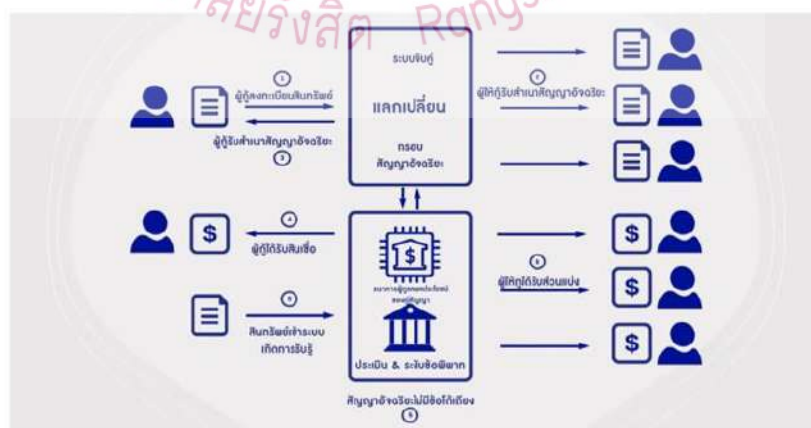 ลัยรังสิต Rangs
ระบบจับคู่
แลกเปลี่ยน
กรอบ
สัญญาอัจฉริยะ
1
ผู้กู้ลงทะเบียนสินทรัพย์
ผู้กู้รับสำเนาสัญญาอัจฉริยะ
3
ผู้ให้กู้รับสำเนาสัญญาอัจฉริยะ
4
ผู้กู้ได้รับสินเชื่อ
$
สินทรัพย์เข้าระบบ
เกิดการรับรู้
$
ประเมิน & ระงับข้อพิพาท
ผู้ให้กู้ได้รับส่วนแบ่ง
$
$
$
สัญญาอัจฉริยะไม่มีข้อโต้เถียง